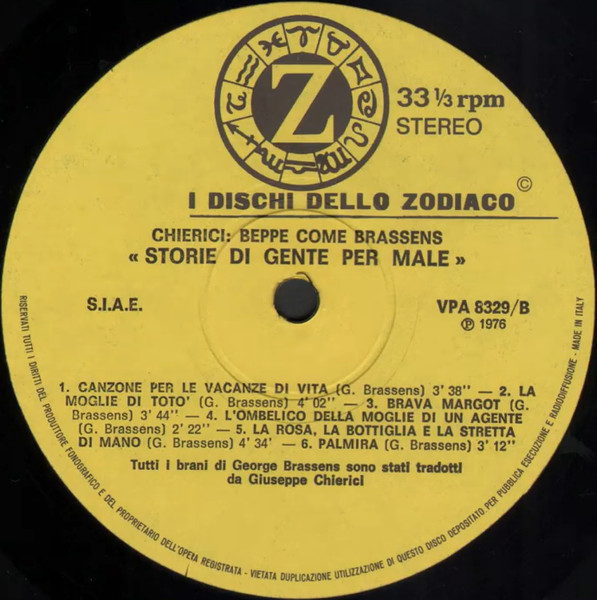 Z
33 1/3 rpm
STEREO
©
I DISCHI DELLO ZODIACO
CHIERICI: BEPPE COME BRASSENS
« STORIE DI GENTE PER MALE »
S.I.A.E.
VPA 8329/B
℗ 1976
1. CANZONE PER LE VACANZE DI VITA (G. Brassens) 3' 38'' — 2. LA
MOGLIE DI TOTO' (G. Brassens) 4' 02'' — 3. BRAVA MARGOT (G.
Brassens) 3' 44'' — 4. L'OMBELICO DELLA MOGLIE DI UN AGENTE
(G. Brassens) 2' 22'' — 5. LA ROSA, LA BOTTIGLIA E LA STRETTA
DI MANO (G. Brassens) 4' 34' — 6. PALMIRA (G. Brassens) 3' 12''
Tutti i brani di George Brassens sono stati tradotti
da Giuseppe Chierici
RISERVATI TUTTI I DIRITTI DEL PRODUTTORE FONOGRAFICO E DEL PROPRIETARIO DELL'OPERA REGISTRATA - VIETATA DUPLICAZIONE UTILIZZAZIONE DI QUESTO DISCO DEPOSITATO PER PUBBLICA ESECUZIONE E RADIODIFFUSIONE - MADE IN ITALY